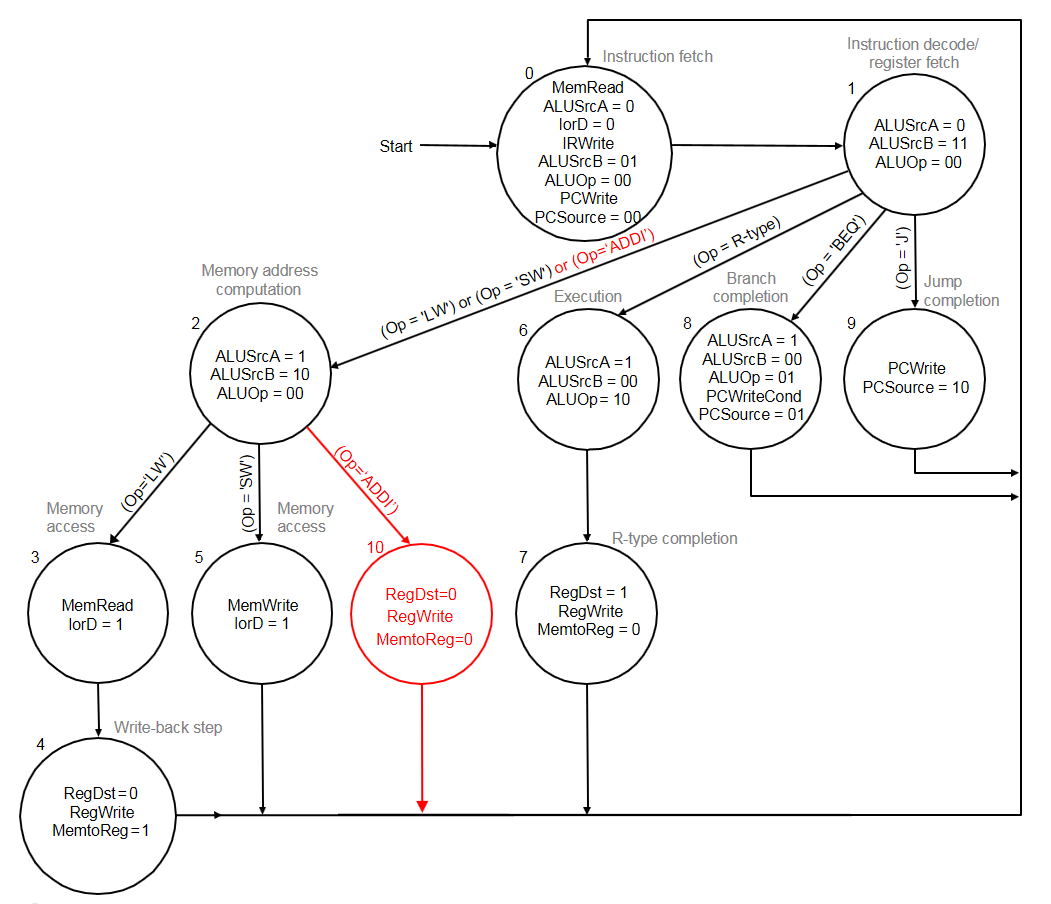 Instruction fetch
Instruction decode/
register fetch
0
MemRead
ALUSrcA = 0
IorD = 0
IRWrite
ALUSrcB = 01
ALUOp = 00
PCWrite
PCSource = 00
1
ALUSrcA = 0
ALUSrcB = 11
ALUOp = 00
Start
(Op = 'LW') or (Op = 'SW') or (Op='ADDI')
(Op = R-type)
(Op = 'BEQ')
(Op = 'J')
Memory address
computation
2
ALUSrcA = 1
ALUSrcB = 10
ALUOp = 00
Execution
6
ALUSrcA =1
ALUSrcB = 00
ALUOp= 10
Branch
completion
8
ALUSrcA = 1
ALUSrcB = 00
ALUOp = 01
PCWriteCond
PCSource = 01
Jump
completion
9
PCWrite
PCSource = 10
(Op='LW')
(Op = 'SW')
(Op='ADDI')
Memory
access
3
MemRead
IorD = 1
Memory
access
5
MemWrite
IorD = 1
10
RegDst=0
RegWrite
MemtoReg=0
R-type completion
7
RegDst = 1
RegWrite
MemtoReg = 0
Write-back step
4
RegDst=0
RegWrite
MemtoReg=1